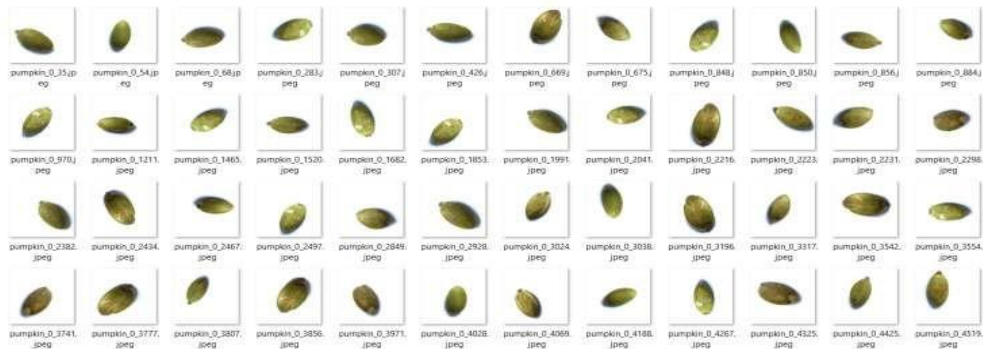 pumpkin_0_35.jp pumpkin_0_54.jp pumpkin_0_68.jp pumpkin_0_283.j pumpkin_0_307.j pumpkin_0_426.j pumpkin_0_669.j pumpkin_0_675.j pumpkin_0_848.j pumpkin_0_850.j pumpkin_0_856.j pumpkin_0_884.j
eg eg eg peg peg peg peg peg peg peg peg peg
pumpkin_0_970.j pumpkin_0_1211. pumpkin_0_1465. pumpkin_0_1520. pumpkin_0_1682. pumpkin_0_1853. pumpkin_0_1991. pumpkin_0_2041. pumpkin_0_2216. pumpkin_0_2223. pumpkin_0_2231. pumpkin_0_2298.
peg jpeg jpeg jpeg jpeg jpeg jpeg jpeg jpeg jpeg jpeg jpeg
pumpkin_0_2382. pumpkin_0_2434. pumpkin_0_2467. pumpkin_0_2497. pumpkin_0_2849. pumpkin_0_2928. pumpkin_0_3024. pumpkin_0_3038. pumpkin_0_3196. pumpkin_0_3317. pumpkin_0_3542. pumpkin_0_3554.
jpeg jpeg jpeg jpeg jpeg jpeg jpeg jpeg jpeg jpeg jpeg jpeg
pumpkin_0_3741. pumpkin_0_3777. pumpkin_0_3807. pumpkin_0_3856. pumpkin_0_3971. pumpkin_0_4028. pumpkin_0_4069. pumpkin_0_4188. pumpkin_0_4267. pumpkin_0_4325. pumpkin_0_4425. pumpkin_0_4519.
jpeg jpeg jpeg jpeg jpeg jpeg jpeg jpeg jpeg jpeg jpeg jpeg